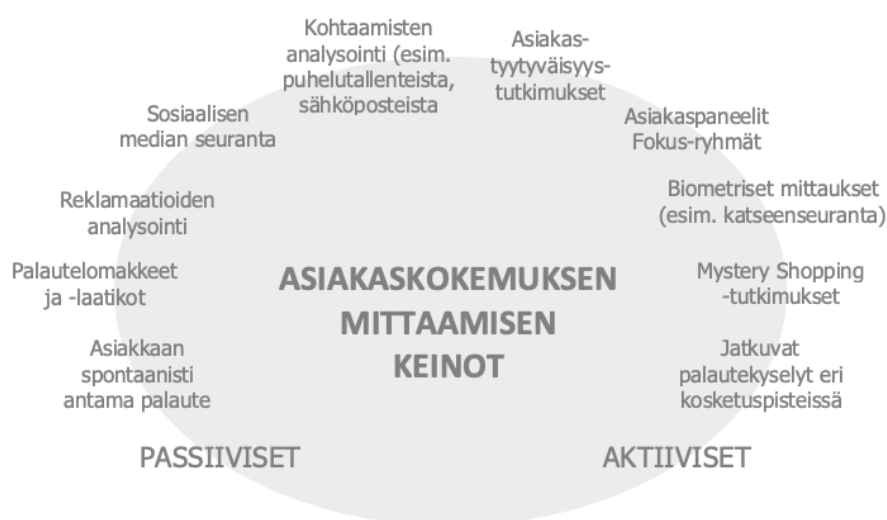 Kohtaamisten
analysointi (esim.
puhelutallenteista,
sähköposteista
Asiakas-
tyytyväisyys-
tutkimukset
Sosiaalisen
median seuranta
Asiakaspaneelit
Fokus-ryhmät
Reklamaatioiden
analysointi
Biometriset mittaukset
(esim. katseenseuranta)
Palautelomakkeet
ja -laatikot
ASIAKASKOKEMUKSEN
MITTAAMISEN
KEINOT
Mystery Shopping
-tutkimukset
Asiakkaan
spontaanisti
antama palaute
Jatkuvat
palautekyselyt eri
kosketuspisteissä
PASSIIVISET
AKTIIVISET